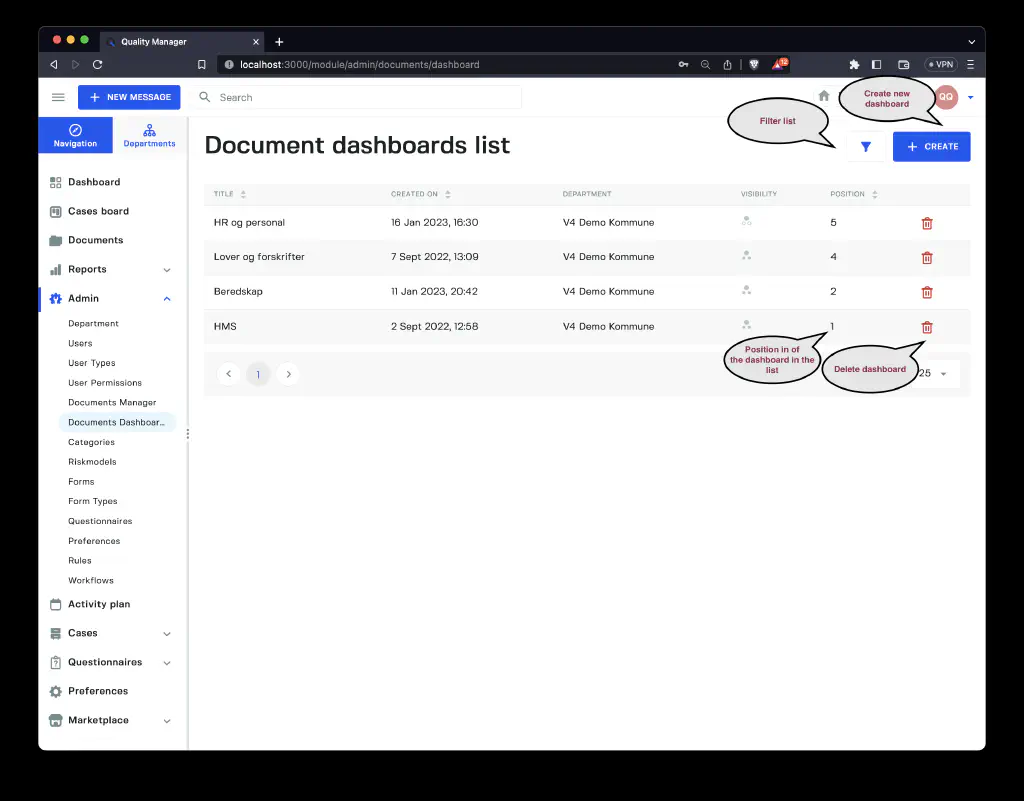 Quality Manager
localhost:3000/module/admin/documents/dashboard
12
VPN
NEW MESSAGE
Search
Create new
dashboard
QQ
Navigation
Departments
Filter list
CREATE
Document dashboards list
TITLE CREATED ON DEPARTMENT VISIBILITY POSITION
HR og personal 16 Jan 2023, 16:30 V4 Demo Kommune 5
Lover og forskrifter 7 Sept 2022, 13:09 V4 Demo Kommune 4
Beredskap 11 Jan 2023, 20:42 V4 Demo Kommune 2
HMS 2 Sept 2022, 12:58 V4 Demo Kommune 1
Position in of
the dashboard in the
list
Delete dashboard
1
25
Dashboard
Cases board
Documents
Reports
Admin
Department
Users
User Types
User Permissions
Documents Manager
Documents Dashboar...
Categories
Riskmodels
Forms
Form Types
Questionnaires
Preferences
Rules
Workflows
Activity plan
Cases
Questionnaires
Preferences
Marketplace